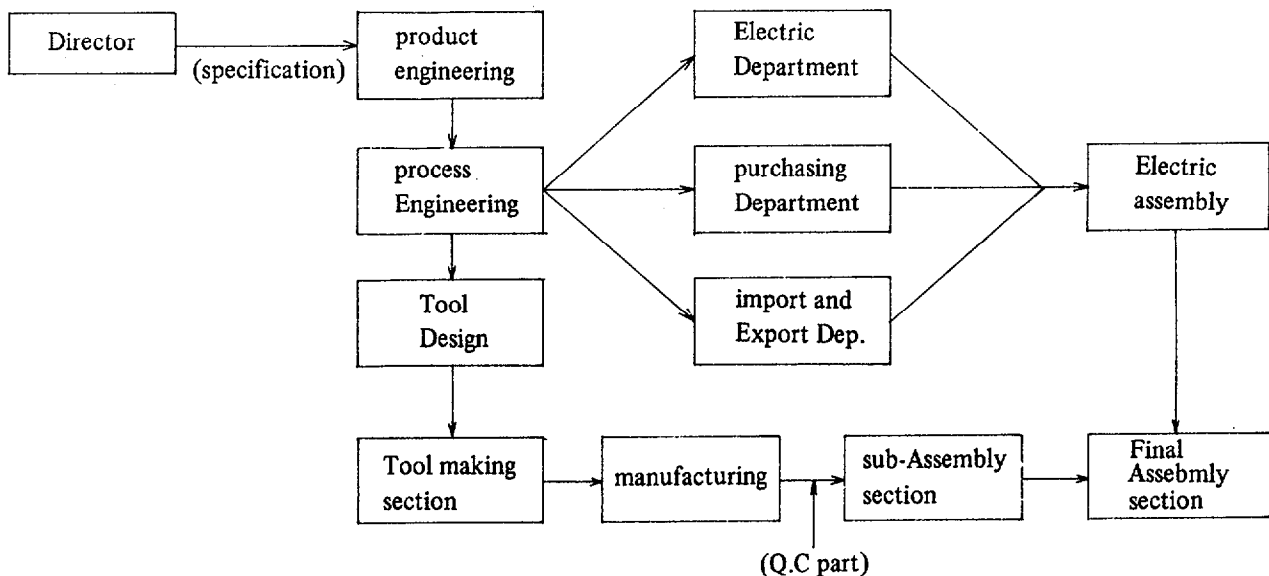 Director
(specification)
product
engineering
Electric
Department
process
Engineering
purchasing
Department
Electric
assembly
Tool
Design
import and
Export Dep.
Tool making
section
manufacturing
sub-Assembly
section
Final
Assebmly
section
(Q.C part)